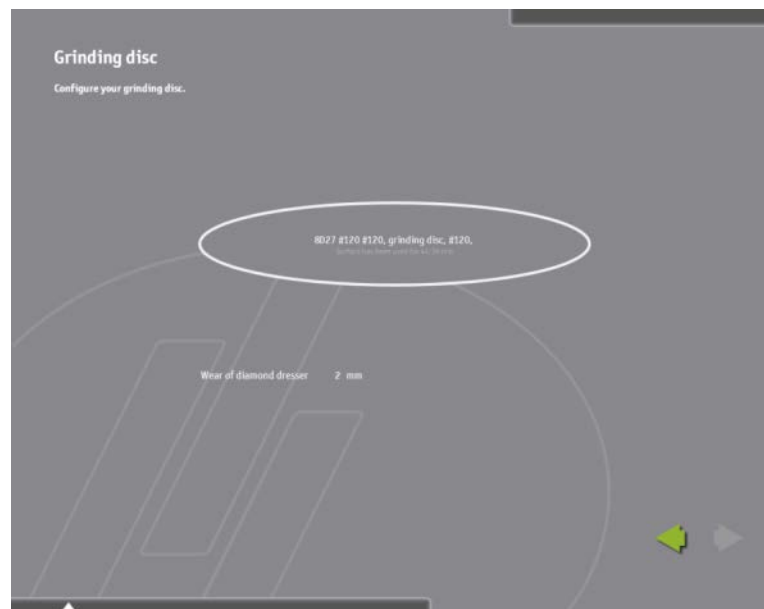 Grinding disc
Configure your grinding disc.
8D27 #120 #120, grinding disc, #120,
Wear of diamond dresser 2 mm